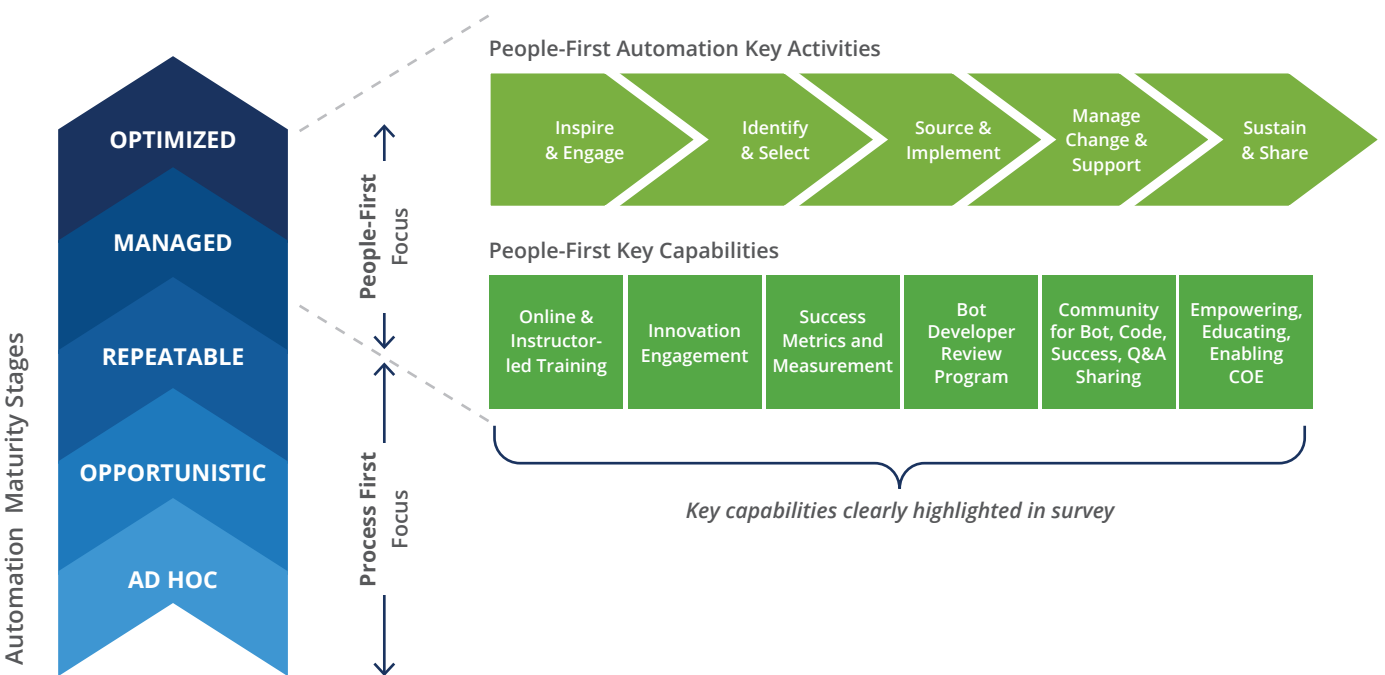 Automation Maturity Stages
OPTIMIZED
MANAGED
REPEATABLE
OPPORTUNISTIC
AD HOC
People-First
Focus
Process First
Focus
People-First Automation Key Activities
Inspire
& Engage
Identify
& Select
Source &
Implement
Manage
Change &
Support
Sustain
& Share
People-First Key Capabilities
Online &
Instructor-
led Training
Innovation
Engagement
Success
Metrics and
Measurement
Bot
Developer
Review
Program
Community
for Bot, Code,
Success, Q&A
Sharing
Empowering,
Educating,
Enabling
COE
Key capabilities clearly highlighted in survey